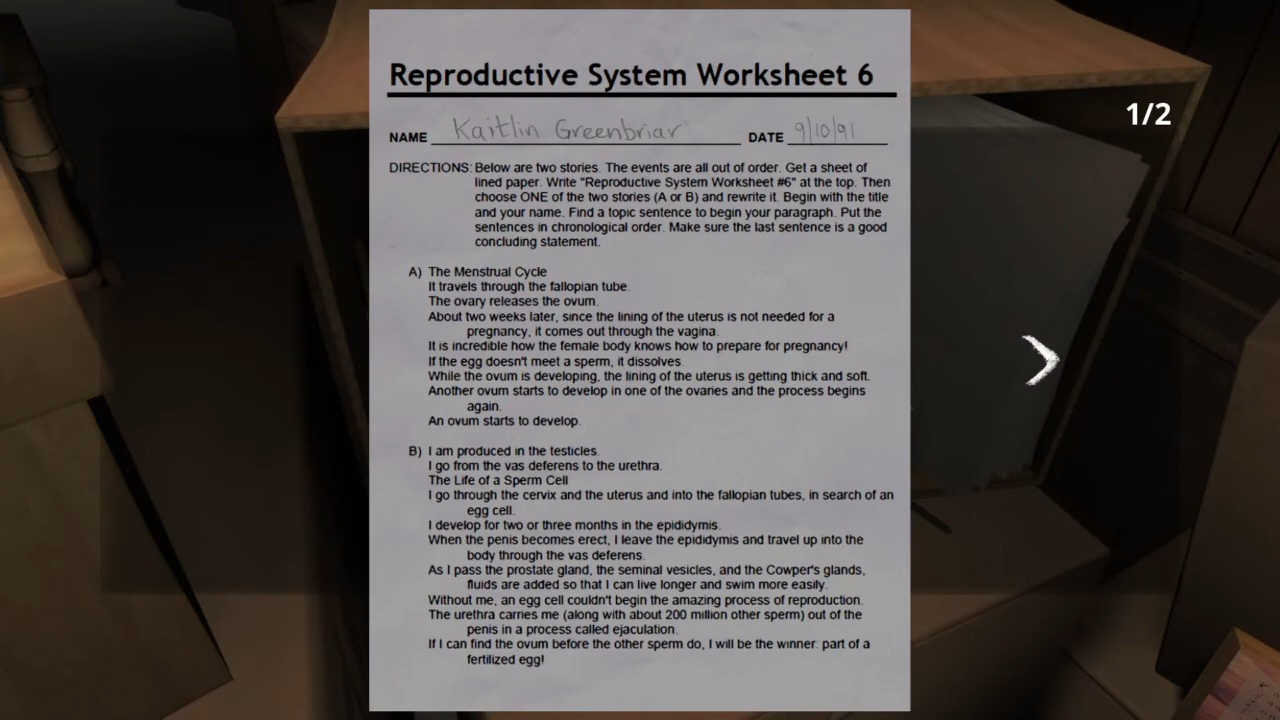 Reproductive System Worksheet 6
1/2
NAME Kaitlin Greenbriar DATE 9/10/91
DIRECTIONS: Below are two stories. The events are all out of order. Get a sheet of
lined paper. Write "Reproductive System Worksheet #6" at the top. Then
choose ONE of the two stories (A or B) and rewrite it. Begin with the title
and your name. Find a topic sentence to begin your paragraph. Put the
sentences in chronological order. Make sure the last sentence is a good
concluding statement.
A) The Menstrual Cycle
It travels through the fallopian tube.
The ovary releases the ovum.
About two weeks later, since the lining of the uterus is not needed for a
pregnancy, it comes out through the vagina.
It is incredible how the female body knows how to prepare for pregnancy!
If the egg doesn't meet a sperm, it dissolves.
While the ovum is developing, the lining of the uterus is getting thick and soft.
Another ovum starts to develop in one of the ovaries and the process begins
again.
An ovum starts to develop.
B) I am produced in the testicles.
I go from the vas deferens to the urethra.
The Life of a Sperm Cell
I go through the cervix and the uterus and into the fallopian tubes, in search of an
egg cell.
I develop for two or three months in the epididymis.
When the penis becomes erect, I leave the epididymis and travel up into the
body through the vas deferens.
As I pass the prostate gland, the seminal vesicles, and the Cowper's glands,
fluids are added so that I can live longer and swim more easily.
Without me, an egg cell couldn't begin the amazing process of reproduction.
The urethra carries me (along with about 200 million other sperm) out of the
penis in a process called ejaculation.
If I can find the ovum before the other sperm do, I will be the winner: part of a
fertilized egg!